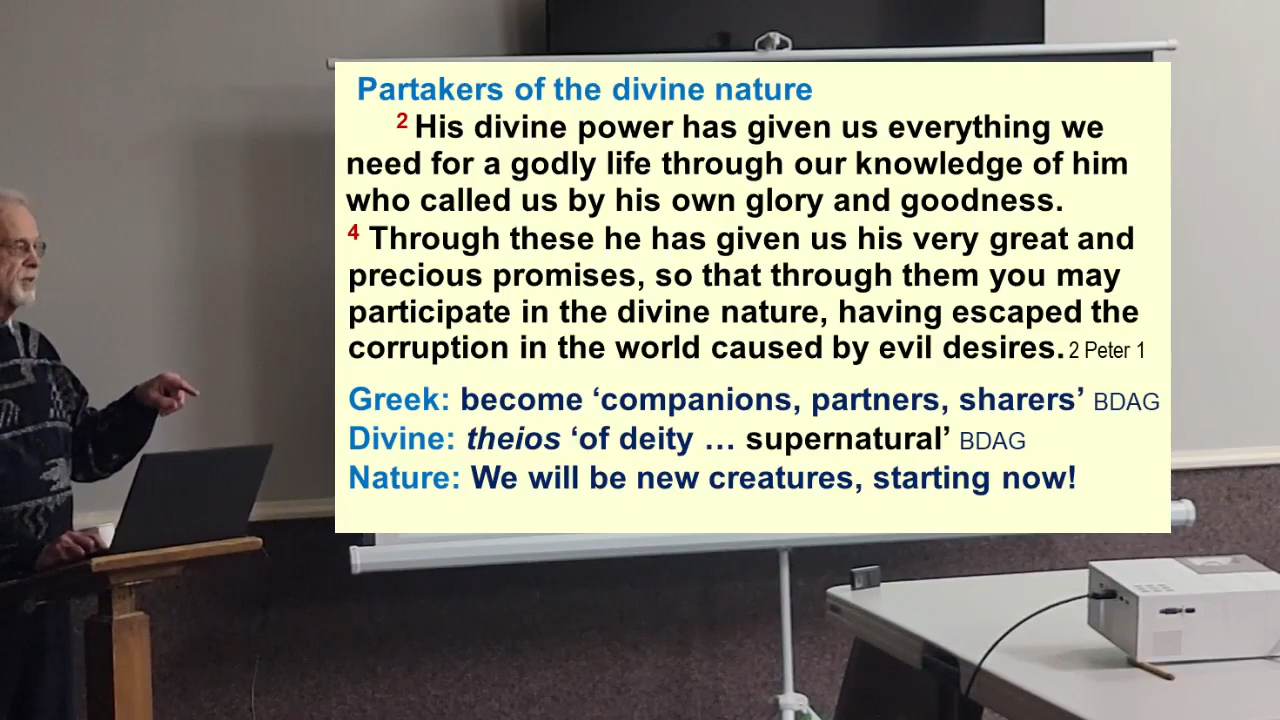 Partakers of the divine nature
2 His divine power has given us everything we
need for a godly life through our knowledge of him
who called us by his own glory and goodness.
4 Through these he has given us his very great and
precious promises, so that through them you may
participate in the divine nature, having escaped the
corruption in the world caused by evil desires. 2 Peter 1
Greek: become ‘companions, partners, sharers’ BDAG
Divine: theios ‘of deity … supernatural’ BDAG
Nature: We will be new creatures, starting now!